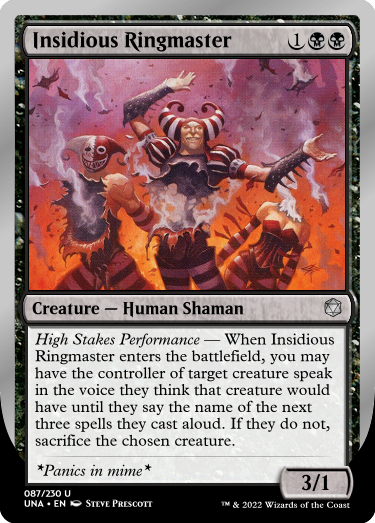 Insidious Ringmaster 1
Creature — Human Shaman
High Stakes Performance — When Insidious
Ringmaster enters the battlefield, you may
have the controller of target creature speak
in the voice they think that creature would
have until they say the name of the next
three spells they cast aloud. If they do not,
sacrifice the chosen creature.
*Panics in mime*
3/1
087/230 U
UNA • EN Steve Prescott
™ & © 2022 Wizards of the Coast